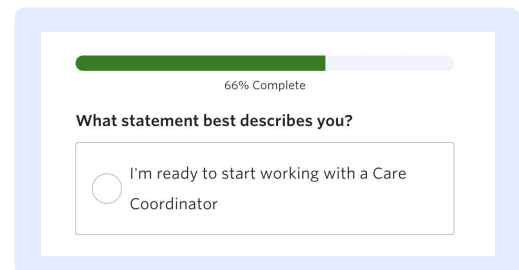 66% Complete
What statement best describes you?
I'm ready to start working with a Care
Coordinator